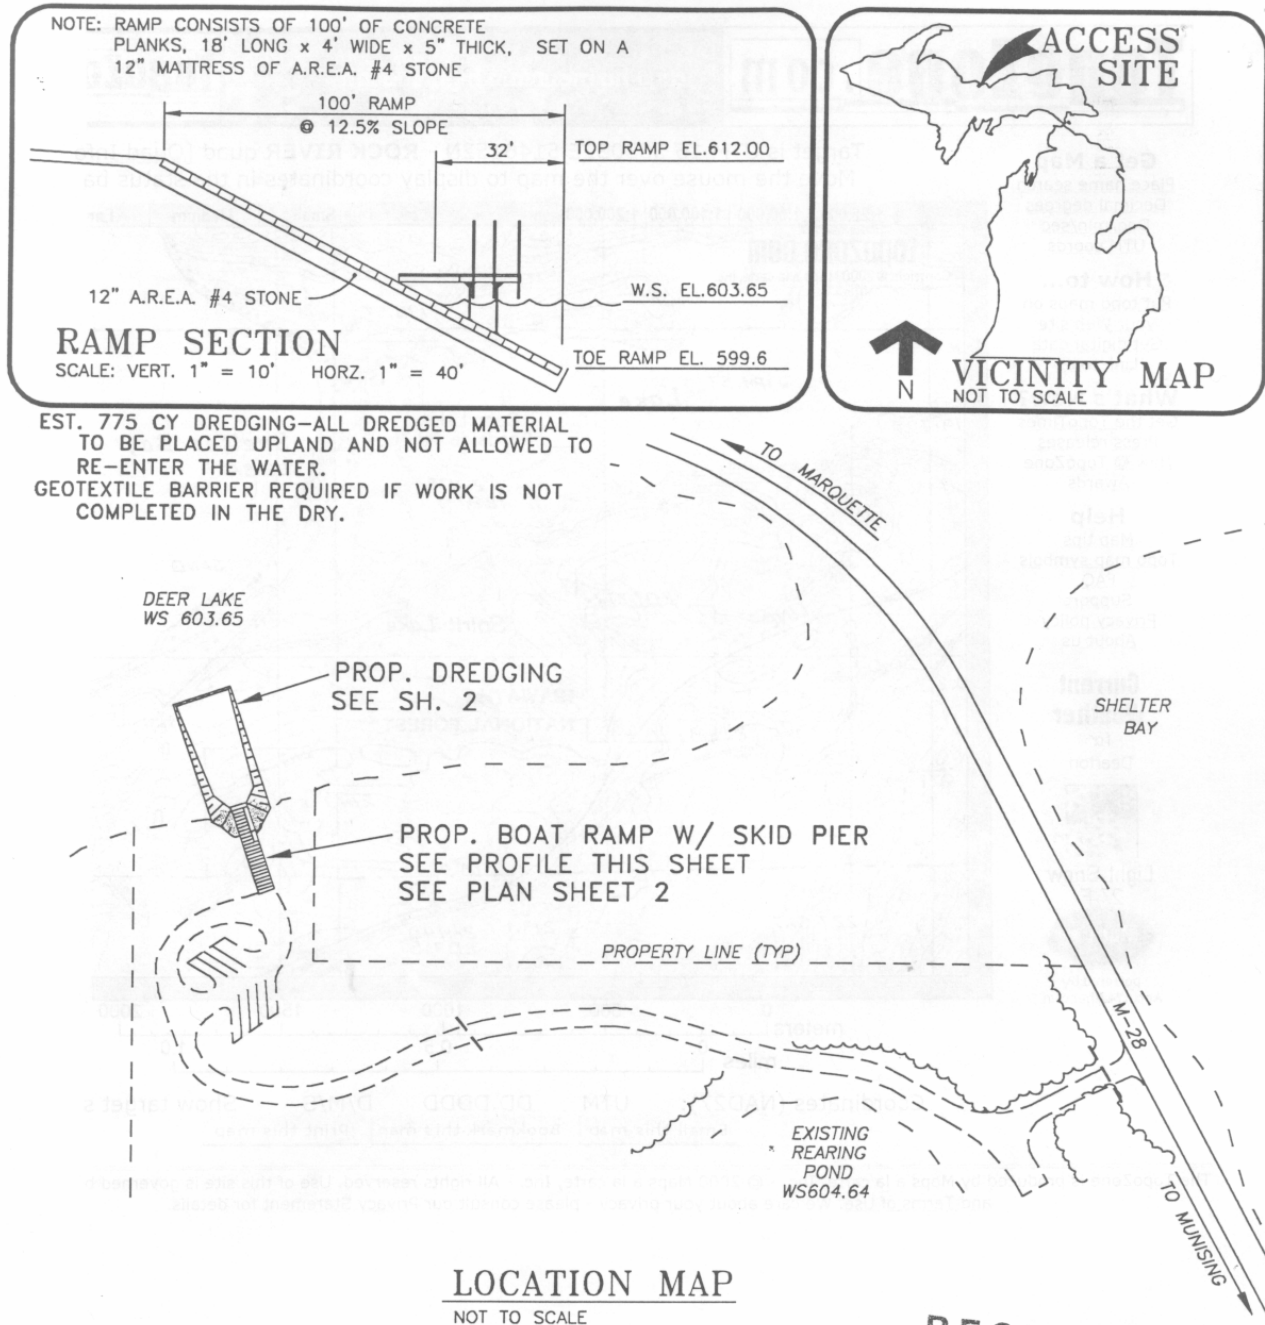 NOTE: RAMP CONSISTS OF 100' OF CONCRETE
PLANKS, 18' LONG x 4' WIDE x 5" THICK, SET ON A
12" MATTRESS OF A.R.E.A. #4 STONE
100' RAMP
@ 12.5% SLOPE
32'
TOP RAMP EL.612.00
W.S. EL.603.65
12" A.R.E.A. #4 STONE
TOE RAMP EL. 599.6
RAMP SECTION
SCALE: VERT. 1" = 10' HORZ. 1" = 40'
ACCESS
SITE
N
VICINITY MAP
NOT TO SCALE
EST. 775 CY DREDGING-ALL DREDGED MATERIAL
TO BE PLACED UPLAND AND NOT ALLOWED TO
RE-ENTER THE WATER.
GEOTEXTILE BARRIER REQUIRED IF WORK IS NOT
COMPLETED IN THE DRY.
TO MARQUETTE
DEER LAKE
WS 603.65
PROP. DREDGING
SEE SH. 2
SHELTER
BAY
PROP. BOAT RAMP W/ SKID PIER
SEE PROFILE THIS SHEET
SEE PLAN SHEET 2
PROPERTY LINE (TYP)
M-28
EXISTING
REARING
POND
WS604.64
TO MUNISING
LOCATION MAP
NOT TO SCALE